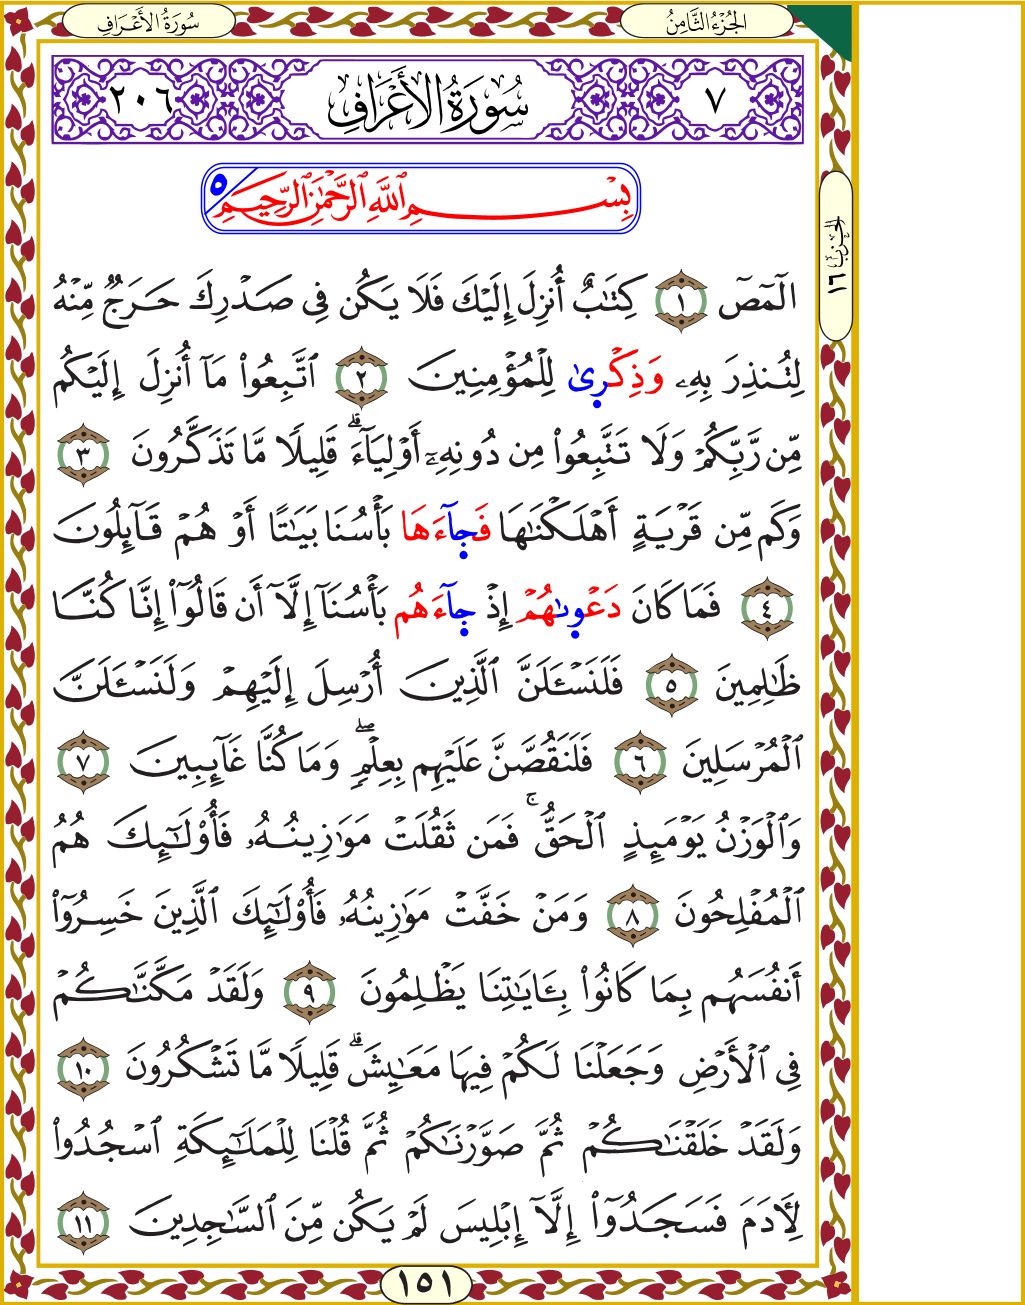 الجُزْءُ الثَّامِنُ
سُورَةُ الأَعْرَافِ
٧
سُورَةُ الأَعْرَافِ
٢٠٦
بِسْمِ ٱللَّهِ ٱلرَّحْمَٰنِ ٱلرَّحِيمِ ٥
الحزب ١٦
الٓمٓصٓ ١ كِتَٰبٌ أُنزِلَ إِلَيْكَ فَلَا يَكُن فِى صَدْرِكَ حَرَجٌ مِّنْهُ
لِتُنذِرَ بِهِۦ وَذِكْرِىٰ لِلْمُؤْمِنِينَ ٢ ٱتَّبِعُوا۟ مَآ أُنزِلَ إِلَيْكُم
مِّن رَّبِّكُمْ وَلَا تَتَّبِعُوا۟ مِن دُونِهِۦٓ أَوْلِيَآءَ ۗ قَلِيلًا مَّا تَذَكَّرُونَ ٣
وَكَم مِّن قَرْيَةٍ أَهْلَكْنَٰهَا فَجَآءَهَا بَأْسُنَا بَيَٰتًا أَوْ هُمْ قَآئِلُونَ
٤ فَمَا كَانَ دَعْوِىٰهُمْ إِذْ جَآءَهُم بَأْسُنَآ إِلَّآ أَن قَالُوٓا۟ إِنَّا كُنَّا
ظَٰلِمِينَ ٥ فَلَنَسْـَٔلَنَّ ٱلَّذِينَ أُرْسِلَ إِلَيْهِمْ وَلَنَسْـَٔلَنَّ
ٱلْمُرْسَلِينَ ٦ فَلَنَقُصَّنَّ عَلَيْهِم بِعِلْمٍ ۖ وَمَا كُنَّا غَآئِبِينَ ٧
وَٱلْوَزْنُ يَوْمَئِذٍ ٱلْحَقُّ ۚ فَمَن ثَقُلَتْ مَوَٰزِينُهُۥ فَأُو۟لَٰٓئِكَ هُمُ
ٱلْمُفْلِحُونَ ٨ وَمَنْ خَفَّتْ مَوَٰزِينُهُۥ فَأُو۟لَٰٓئِكَ ٱلَّذِينَ خَسِرُوٓا۟
أَنفُسَهُم بِمَا كَانُوا۟ بِـَٔايَٰتِنَا يَظْلِمُونَ ٩ وَلَقَدْ مَكَّنَّٰكُمْ
فِى ٱلْأَرْضِ وَجَعَلْنَا لَكُمْ فِيهَا مَعَٰيِشَ ۗ قَلِيلًا مَّا تَشْكُرُونَ ١٠
وَلَقَدْ خَلَقْنَٰكُمْ ثُمَّ صَوَّرْنَٰكُمْ ثُمَّ قُلْنَا لِلْمَلَٰٓئِكَةِ ٱسْجُدُوا۟
لِـَٔادَمَ فَسَجَدُوٓا۟ إِلَّآ إِبْلِيسَ لَمْ يَكُن مِّنَ ٱلسَّٰجِدِينَ ١١
١٥١